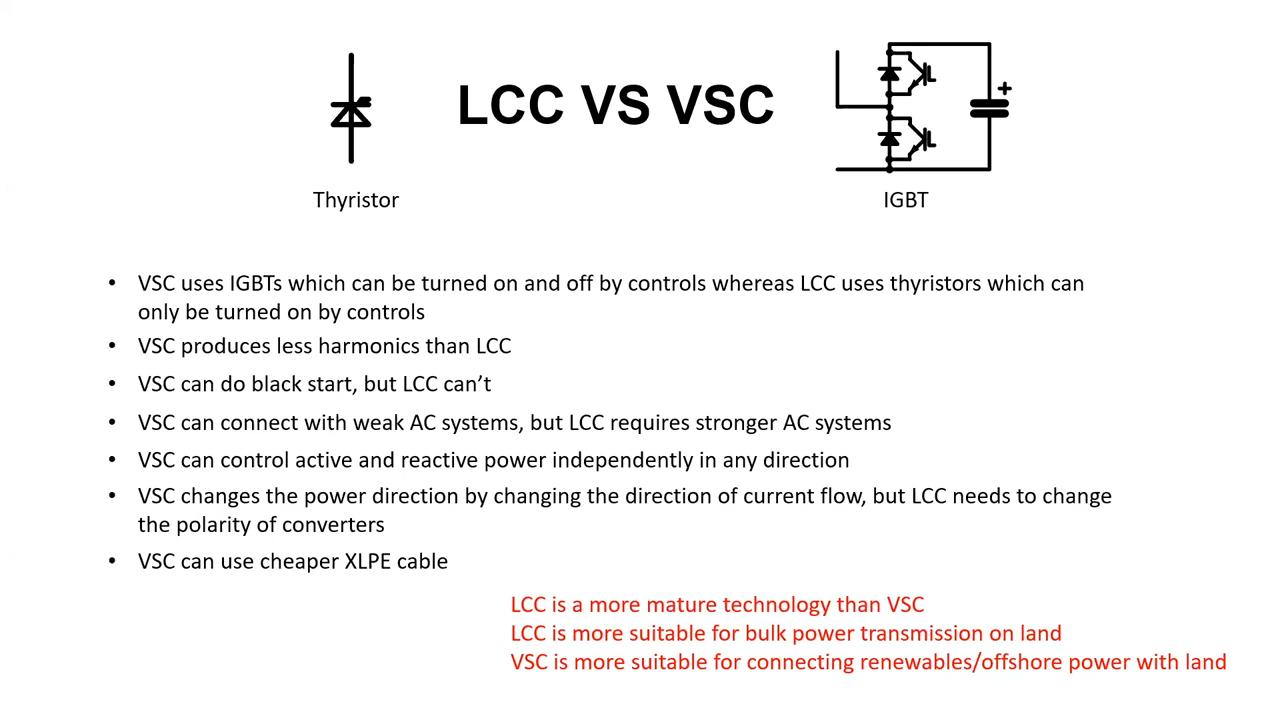 LCC VS VSC
+
Thyristor
IGBT
• VSC uses IGBTs which can be turned on and off by controls whereas LCC uses thyristors which can
only be turned on by controls
• VSC produces less harmonics than LCC
• VSC can do black start, but LCC can’t
• VSC can connect with weak AC systems, but LCC requires stronger AC systems
• VSC can control active and reactive power independently in any direction
• VSC changes the power direction by changing the direction of current flow, but LCC needs to change
the polarity of converters
• VSC can use cheaper XLPE cable
LCC is a more mature technology than VSC
LCC is more suitable for bulk power transmission on land
VSC is more suitable for connecting renewables/offshore power with land